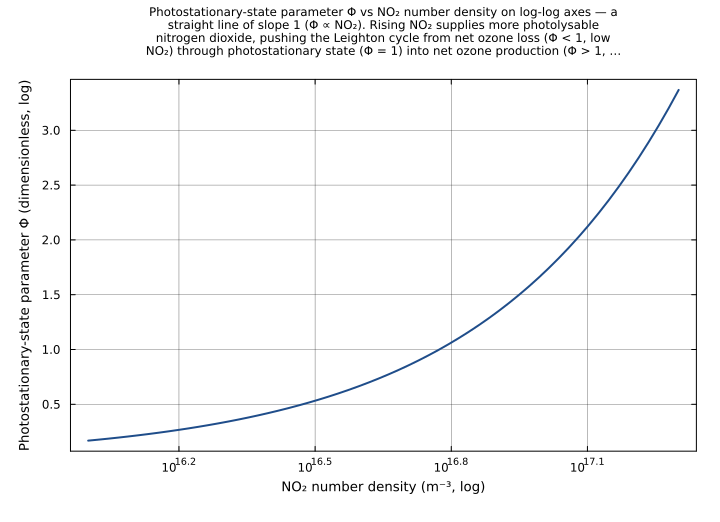 Photostationary-state parameter Φ vs NO₂ number density on log-log axes — a
straight line of slope 1 (Φ ∝ NO₂). Rising NO₂ supplies more photolysable
nitrogen dioxide, pushing the Leighton cycle from net ozone loss (Φ < 1, low
NO₂) through photostationary state (Φ = 1) into net ozone production (Φ > 1, ...
Photostationary-state parameter Φ (dimensionless, log)
3.0
2.5
2.0
1.5
1.0
0.5
10^16.2 10^16.5 10^16.8 10^17.1
NO₂ number density (m⁻³, log)